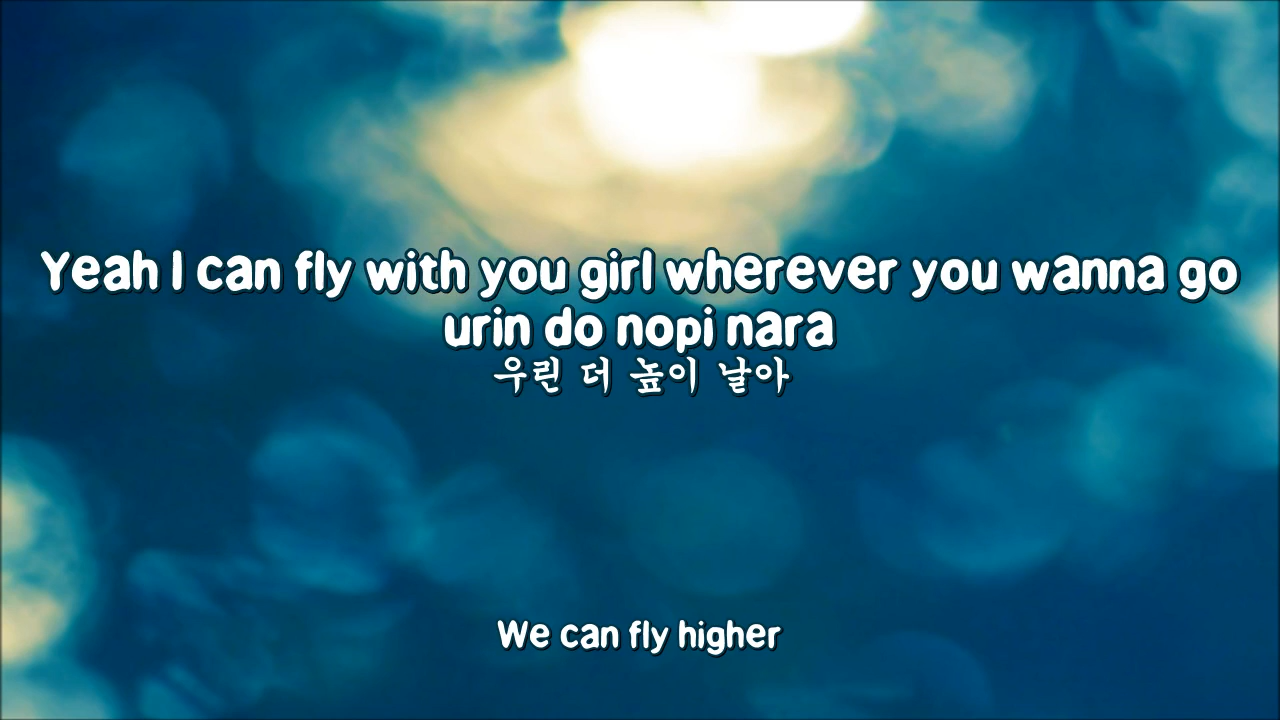 Yeah I can fly with you girl wherever you wanna go
urin do nopi nara
우린 더 높이 날아
We can fly higher